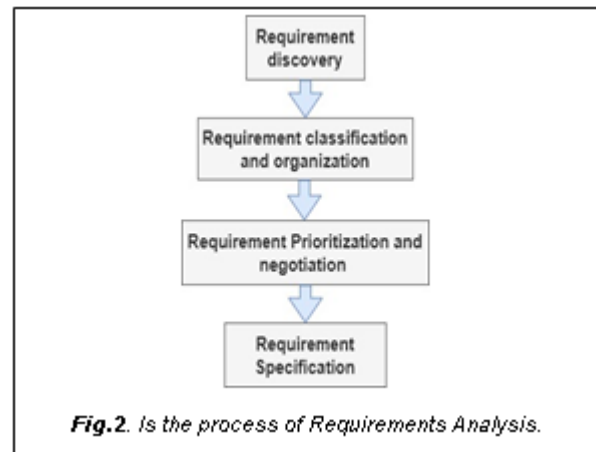 Requirement
discovery
Requirement classification
and organization
Requirement Prioritization and
negotiation
Requirement
Specification
Fig.2. Is the process of Requirements Analysis.